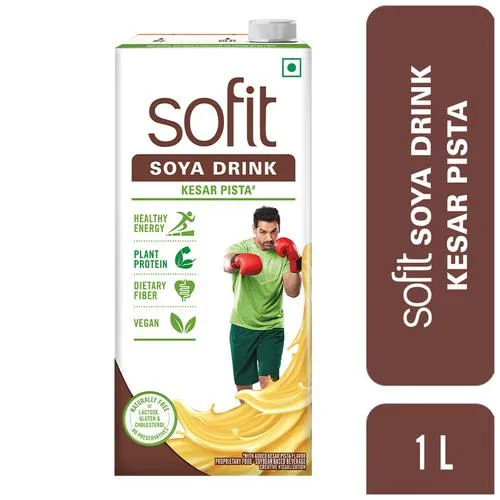 sofit
SOYA DRINK
KESAR PISTA#
HEALTHY
ENERGY
PLANT
PROTEIN
DIETARY
FIBER
VEGAN
NATURALLY FREE
OF
LACTOSE,
GLUTEN &
CHOLESTEROL
NO PRESERVATIVES
#WITH ADDED KESAR PISTA FLAVOR
PROPRIETARY FOOD - SOYBEAN BASED BEVERAGE
CREATIVE VISUALIZATION
sofit SOYA DRINK
KESAR PISTA
1 L